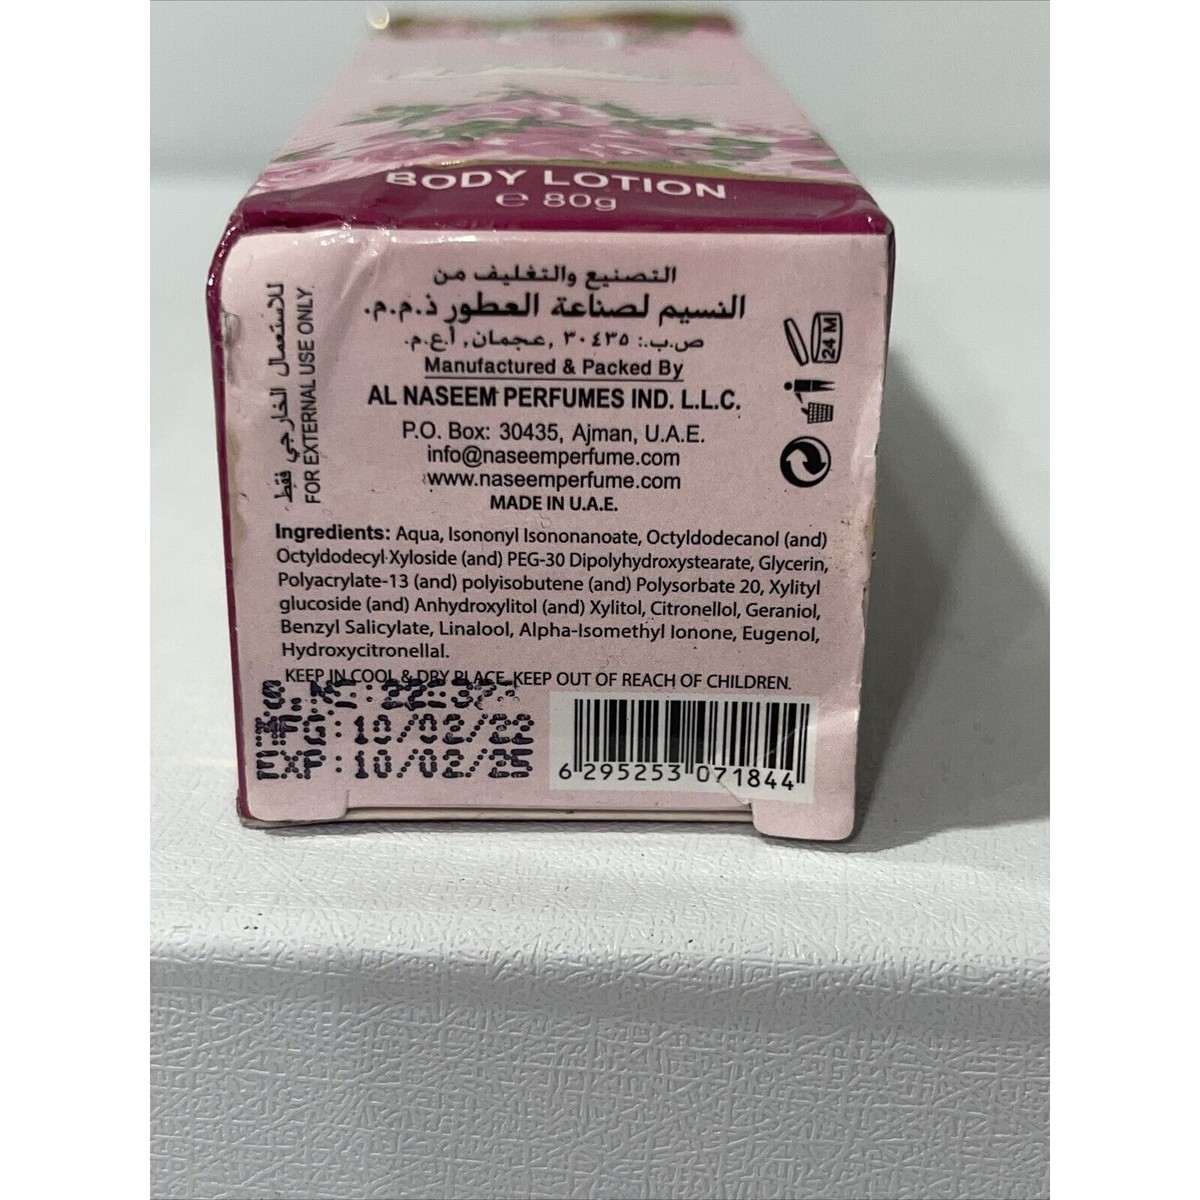 BODY LOTION
e 80g
التصنيع والتغليف من
النسيم لصناعة العطور ذ.م.م.
ص.ب.: ٣٠٤٣٥ ,عجمان, أ.ع.م.
Manufactured & Packed By
AL NASEEM PERFUMES IND. L.L.C.
P.O. Box: 30435, Ajman, U.A.E.
info@naseemperfume.com
www.naseemperfume.com
MADE IN U.A.E.
للاستعمال الخارجي فقط
FOR EXTERNAL USE ONLY
24 M
Ingredients: Aqua, Isononyl Isononanoate, Octyldodecanol (and)
Octyldodecyl Xyloside (and) PEG-30 Dipolyhydroxystearate, Glycerin,
Polyacrylate-13 (and) polyisobutene (and) Polysorbate 20, Xylityl
glucoside (and) Anhydroxylitol (and) Xylitol, Citronellol, Geraniol,
Benzyl Salicylate, Linalool, Alpha-Isomethyl Ionone, Eugenol,
Hydroxycitronellal.
KEEP IN COOL & DRY PLACE, KEEP OUT OF REACH OF CHILDREN.
10/02/22
EXP: 10/02/25
6 295253 071844